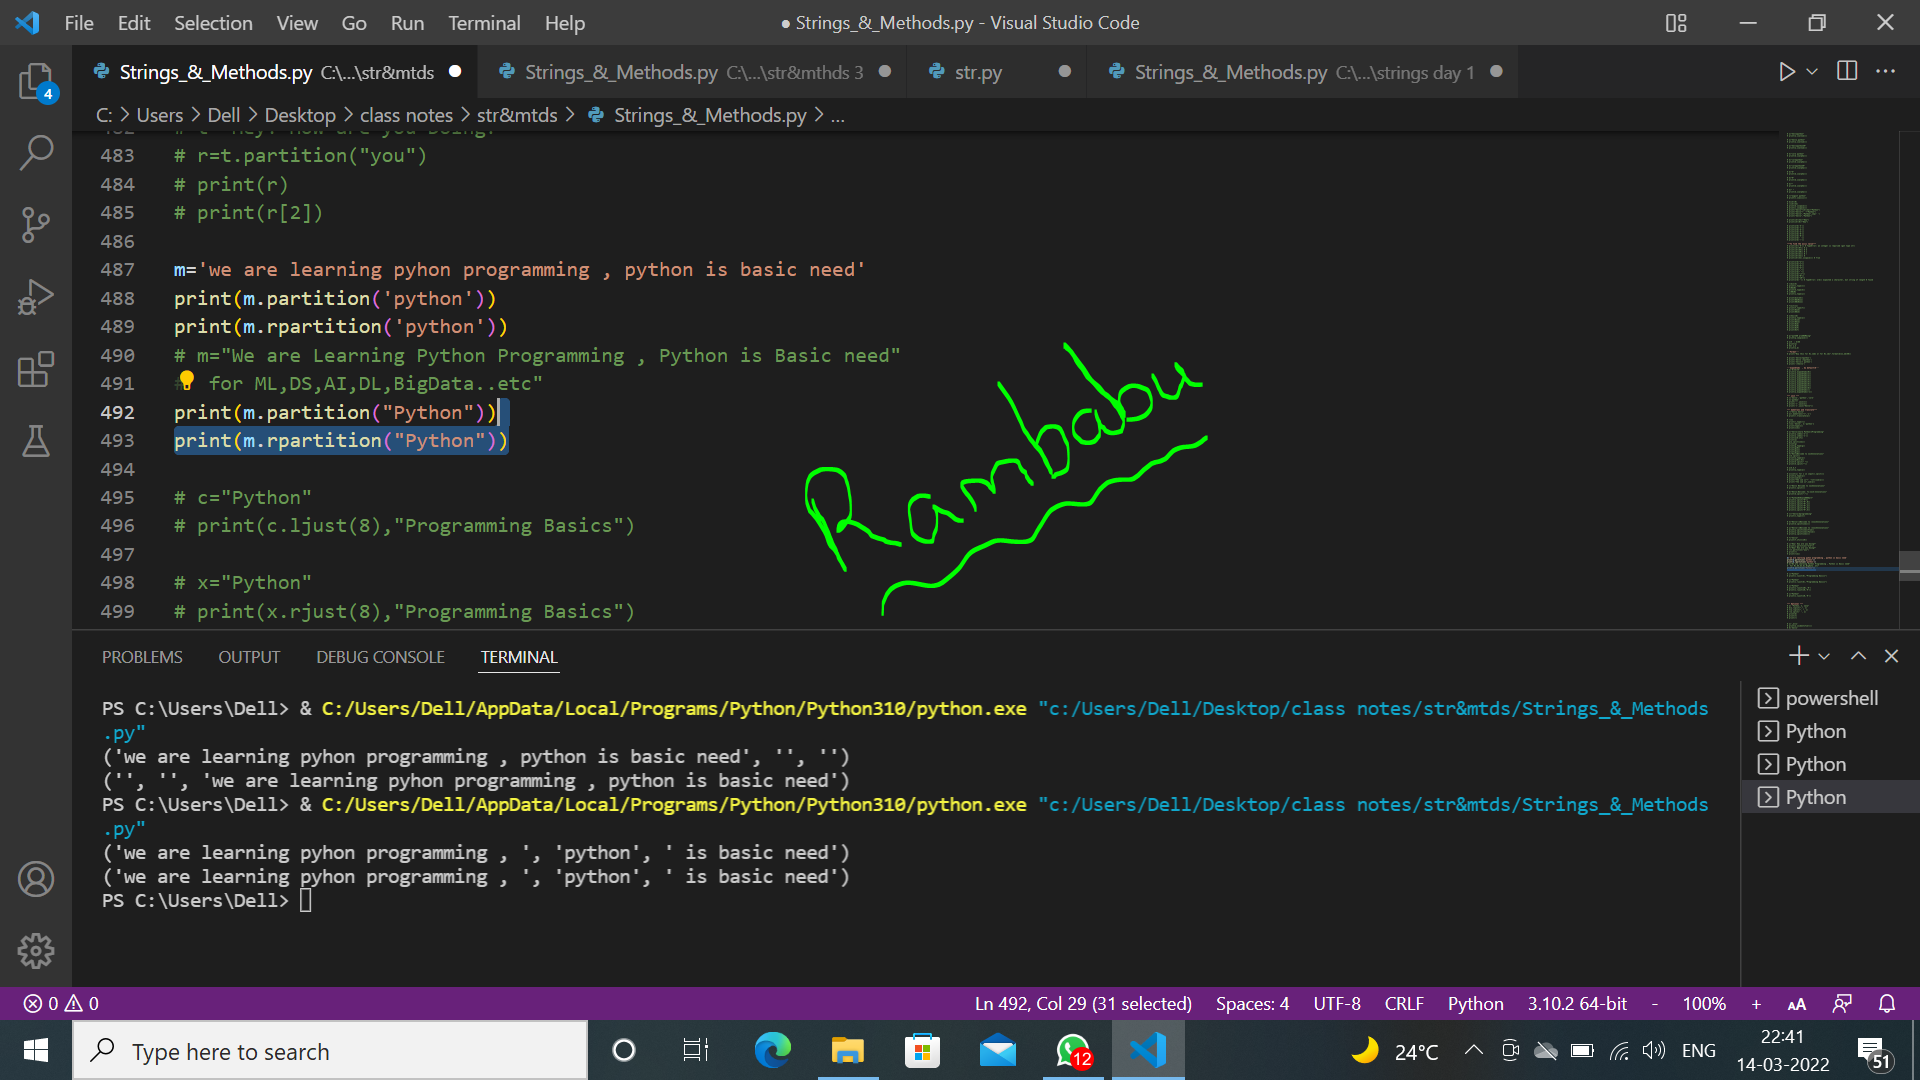 File Edit Selection View Go Run Terminal Help ● Strings_&_Methods.py - Visual Studio Code
Strings_&_Methods.py C:\...\str&mtds Strings_&_Methods.py C:\...\str&mthds 3 str.py Strings_&_Methods.py C:\...\strings day 1
C: > Users > Dell > Desktop > class notes > str&mtds > Strings_&_Methods.py > ...
483 # r=t.partition("you")
484 # print(r)
485 # print(r[2])
486
487 m='we are learning pyhon programming , python is basic need'
488 print(m.partition('python'))
489 print(m.rpartition('python'))
490 # m="We are Learning Python Programming , Python is Basic need"
491 # for ML,DS,AI,DL,BigData..etc"
492 print(m.partition("Python"))
493 print(m.rpartition("Python"))
494
495 # c="Python"
496 # print(c.ljust(8),"Programming Basics")
497
498 # x="Python"
499 # print(x.rjust(8),"Programming Basics")
Rambabu
PROBLEMS OUTPUT DEBUG CONSOLE TERMINAL
PS C:\Users\Dell> & C:/Users/Dell/AppData/Local/Programs/Python/Python310/python.exe "c:/Users/Dell/Desktop/class notes/str&mtds/Strings_&_Methods
.py"
('we are learning pyhon programming , python is basic need', '', '')
('', '', 'we are learning pyhon programming , python is basic need')
PS C:\Users\Dell> & C:/Users/Dell/AppData/Local/Programs/Python/Python310/python.exe "c:/Users/Dell/Desktop/class notes/str&mtds/Strings_&_Methods
.py"
('we are learning pyhon programming , ', 'python', ' is basic need')
('we are learning pyhon programming , ', 'python', ' is basic need')
PS C:\Users\Dell>
powershell
Python
Python
Python
4
0 0 Ln 492, Col 29 (31 selected) Spaces: 4 UTF-8 CRLF Python 3.10.2 64-bit - 100% +
Type here to search 12 24°C ENG 22:41
14-03-2022 51